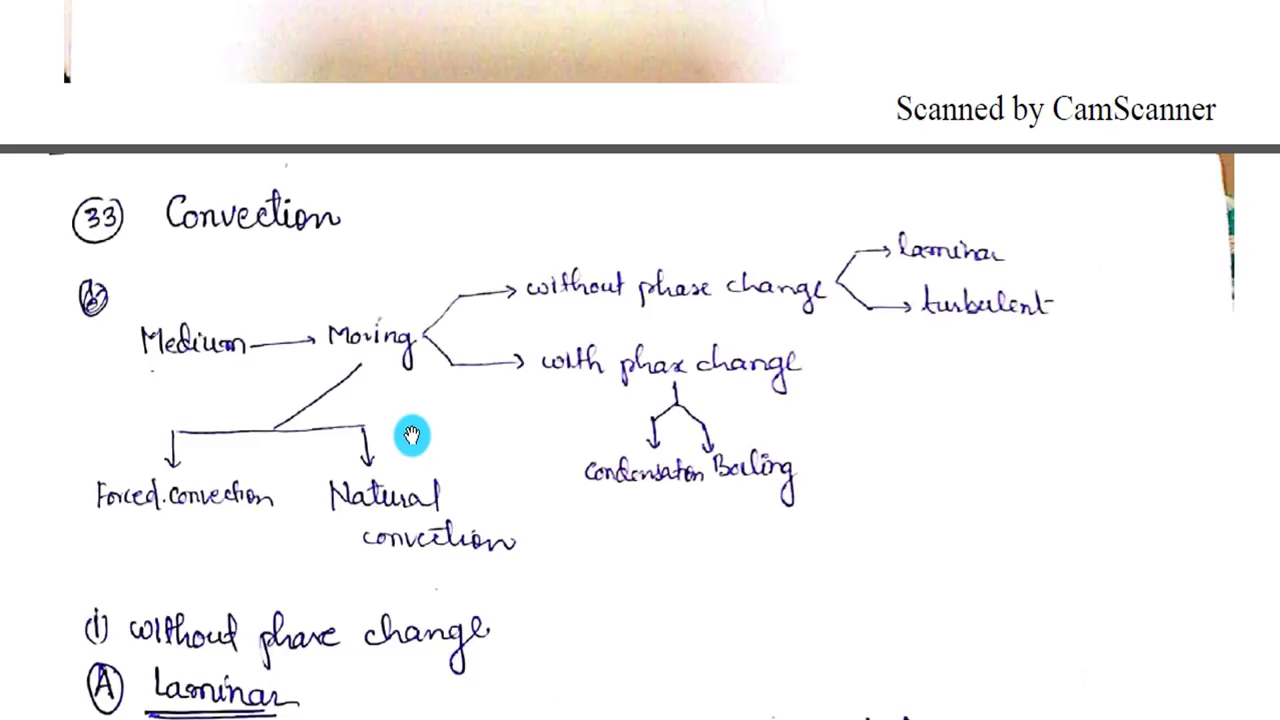 Scanned by CamScanner
33 Convection
without phase change
laminar
turbulent
Medium Moving
with phase change
Condensation Boiling
Forced convection Natural
convection
(i) without phase change
A Laminar